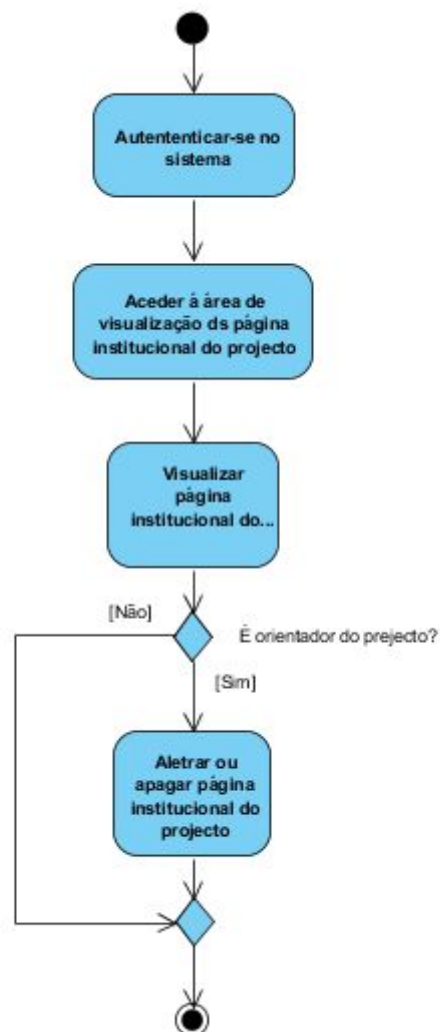 Autententicar-se no
sistema
Aceder à área de
visualização ds página
institucional do projecto
Visualizar
página
institucional do...
[Não]
É orientador do prejecto?
[Sim]
Aletrar ou
apagar página
institucional do
projecto